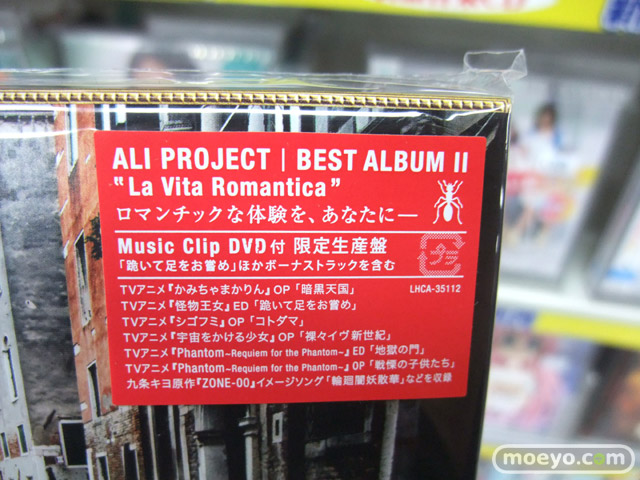 ALI PROJECT | BEST ALBUM II
"La Vita Romantica"
ロマンチックな体験を、あなたに―
Music Clip DVD付 限定生産盤
「跪いて足をお嘗め」ほかボーナストラックを含む
プラ
LHCA-35112
TVアニメ『かみちゃまかりん』OP「暗黒天国」
TVアニメ『怪物王女』ED「跪いて足をお嘗め」
TVアニメ『シゴフミ』OP「コトダマ」
TVアニメ『宇宙をかける少女』OP「裸々イヴ新世紀」
TVアニメ『Phantom~Requiem for the Phantom~』ED「地獄の門」
TVアニメ『Phantom~Requiem for the Phantom~』OP「戦慄の子供たち」
九條キヨ原作『ZONE-00』イメージソング「輪廻闇妖散華」などを収録
moeyo.com